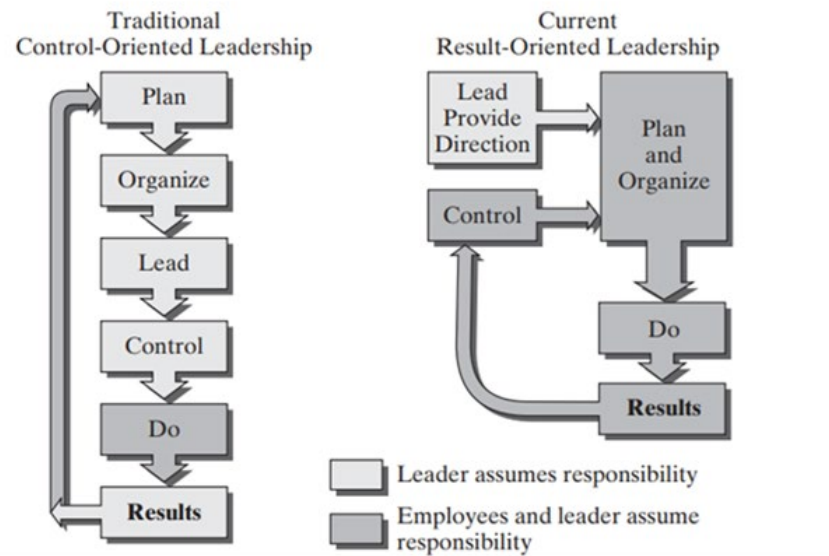 Traditional
Control-Oriented Leadership
Plan
Organize
Lead
Control
Do
Results
Current
Result-Oriented Leadership
Lead
Provide
Direction
Control
Plan
and
Organize
Do
Results
Leader assumes responsibility
Employees and leader assume
responsibility